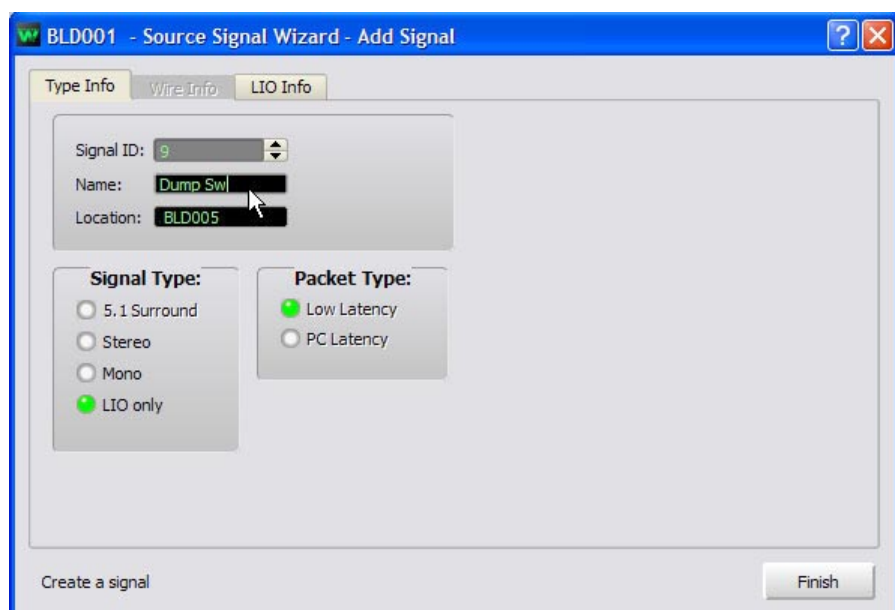 BLD001 - Source Signal Wizard - Add Signal
Type Info Wire Info LIO Info
Signal ID: 9
Name: Dump Sw
Location: BLD005
Signal Type:
5.1 Surround
Stereo
Mono
LIO only
Packet Type:
Low Latency
PC Latency
Create a signal
Finish